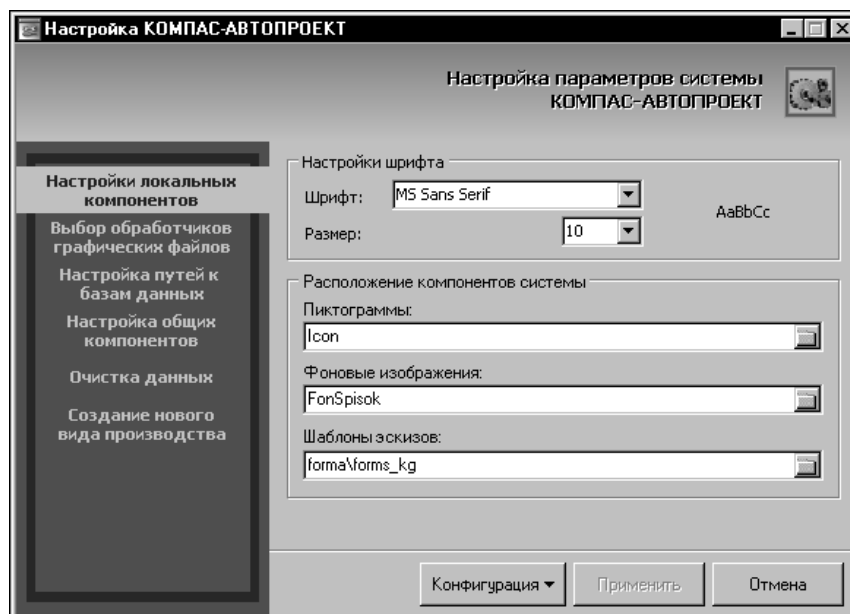 Настройка КОМПАС-АВТОПРОЕКТ
Настройка параметров системы
КОМПАС-АВТОПРОЕКТ
Настройки локальных
компонентов
Выбор обработчиков
графических файлов
Настройка путей к
базам данных
Настройка общих
компонентов
Очистка данных
Создание нового
вида производства
Настройки шрифта
Шрифт: MS Sans Serif
Размер: 10
AaBbCc
Расположение компонентов системы
Пиктограммы:
Icon
Фоновые изображения:
FonSpisok
Шаблоны эскизов:
forma\forms_kg
Конфигурация Применить Отмена